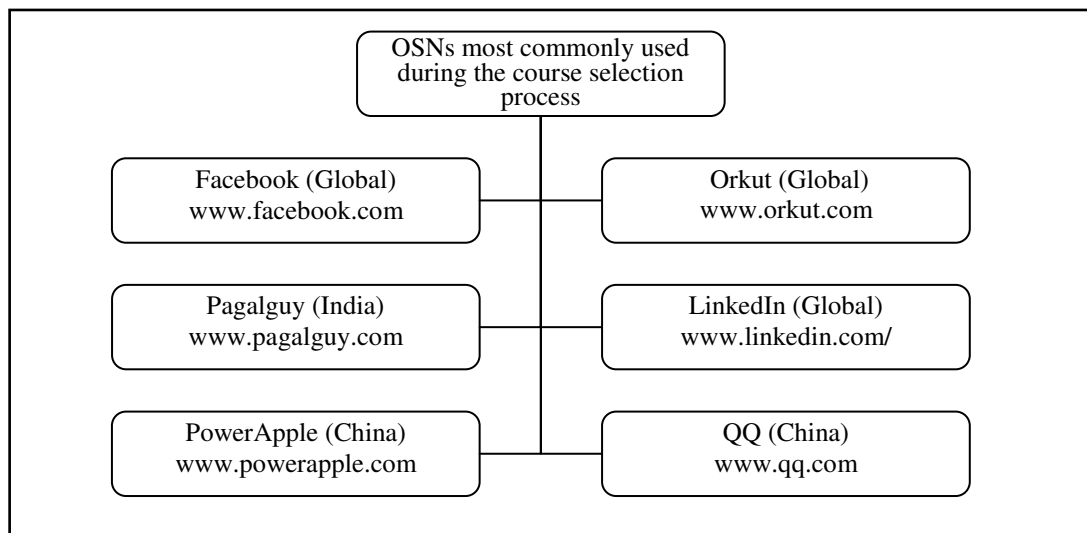 OSNs most commonly used
during the course selection
process
Facebook (Global)
www.facebook.com
Orkut (Global)
www.orkut.com
Pagalguy (India)
www.pagalguy.com
LinkedIn (Global)
www.linkedin.com/
PowerApple (China)
www.powerapple.com
QQ (China)
www.qq.com